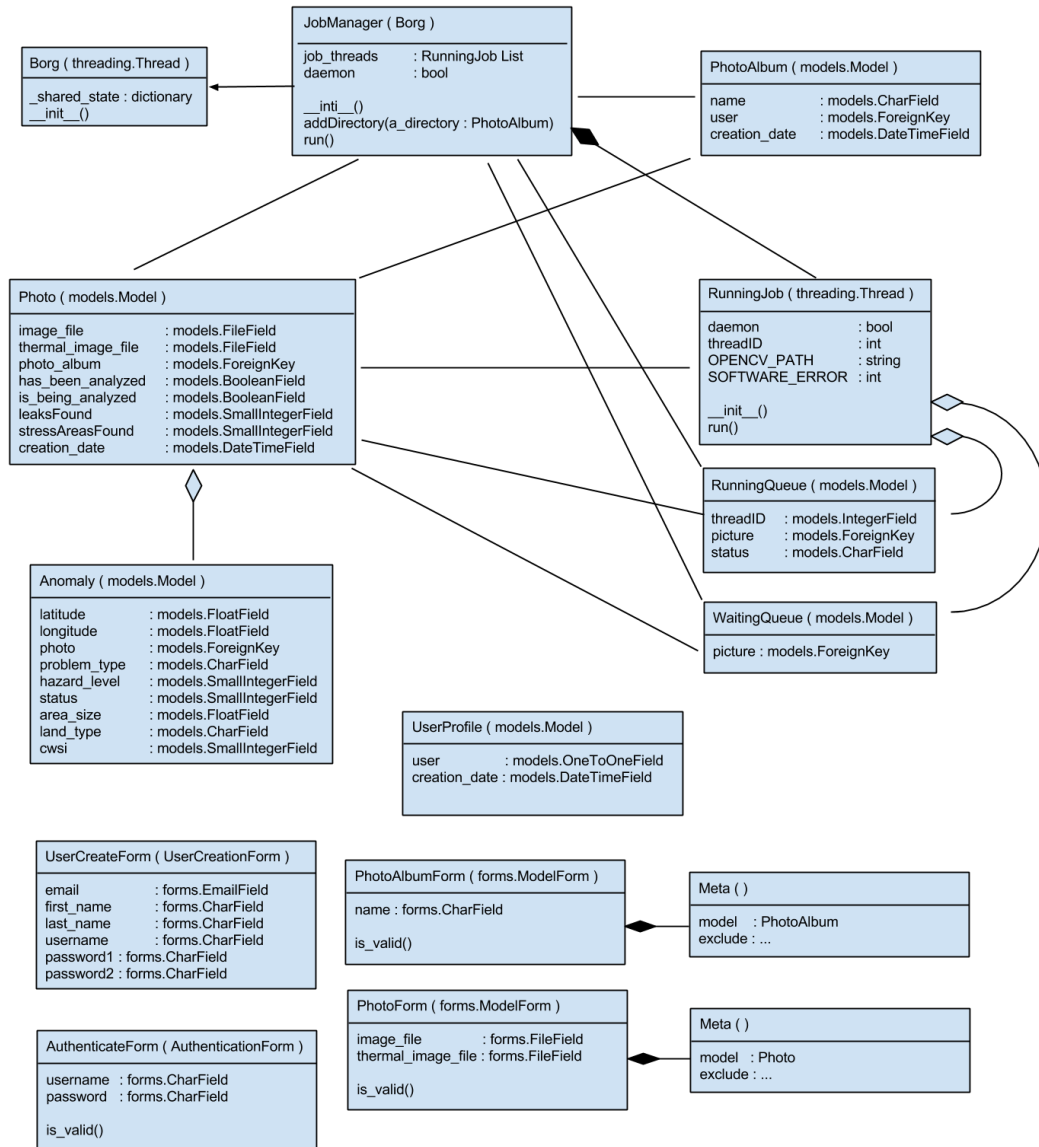 JobManager ( Borg )
job_threads : RunningJob List
daemon : bool
__inti__()
addDirectory(a_directory : PhotoAlbum)
run()
Borg ( threading.Thread )
_shared_state : dictionary
__init__()
PhotoAlbum ( models.Model )
name : models.CharField
user : models.ForeignKey
creation_date : models.DateTimeField
Photo ( models.Model )
image_file : models.FileField
thermal_image_file : models.FileField
photo_album : models.ForeignKey
has_been_analyzed : models.BooleanField
is_being_analyzed : models.BooleanField
leaksFound : models.SmallIntegerField
stressAreasFound : models.SmallIntegerField
creation_date : models.DateTimeField
RunningJob ( threading.Thread )
daemon : bool
threadID : int
OPENCV_PATH : string
SOFTWARE_ERROR : int
__init__()
run()
RunningQueue ( models.Model )
threadID : models.IntegerField
picture : models.ForeignKey
status : models.CharField
Anomaly ( models.Model )
latitude : models.FloatField
longitude : models.FloatField
photo : models.ForeignKey
problem_type : models.CharField
hazard_level : models.SmallIntegerField
status : models.SmallIntegerField
area_size : models.FloatField
land_type : models.CharField
cwsi : models.SmallIntegerField
WaitingQueue ( models.Model )
picture : models.ForeignKey
UserProfile ( models.Model )
user : models.OneToOneField
creation_date : models.DateTimeField
UserCreateForm ( UserCreationForm )
email : forms.EmailField
first_name : forms.CharField
last_name : forms.CharField
username : forms.CharField
password1 : forms.CharField
password2 : forms.CharField
PhotoAlbumForm ( forms.ModelForm )
name : forms.CharField
is_valid()
Meta ( )
model : PhotoAlbum
exclude : ...
PhotoForm ( forms.ModelForm )
image_file : forms.FileField
thermal_image_file : forms.FileField
is_valid()
Meta ( )
model : Photo
exclude : ...
AuthenticateForm ( AuthenticationForm )
username : forms.CharField
password : forms.CharField
is_valid()